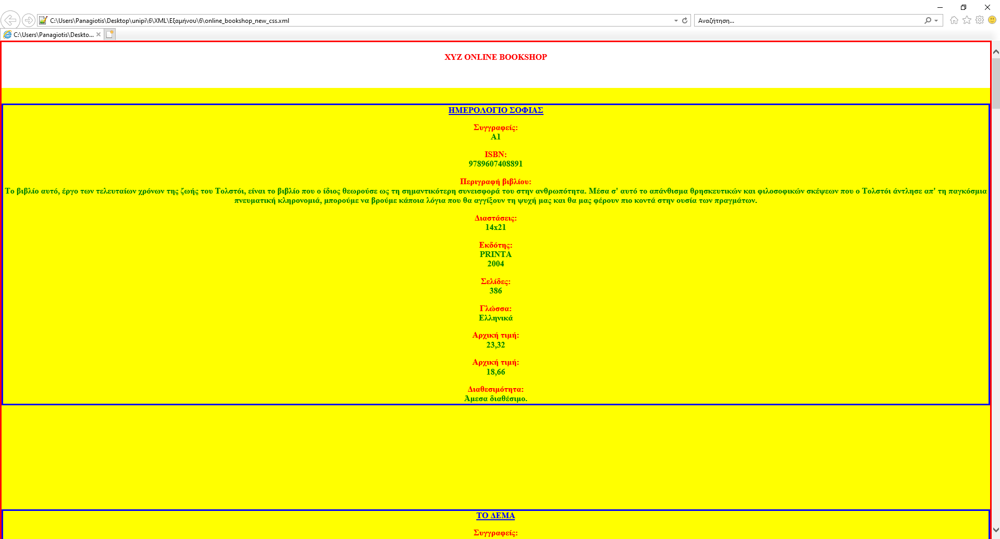 C:\Users\Panagiotis\Desktop\unipi\6\XML\Εξαμήνου\6\online_bookshop_new_css.xml
Αναζήτηση...
C:\Users\Panagiotis\Deskto...
XYZ ONLINE BOOKSHOP
ΗΜΕΡΟΛΟΓΙΟ ΣΟΦΙΑΣ
Συγγραφείς:
A1
ISBN:
9789607408891
Περιγραφή βιβλίου:
Το βιβλίο αυτό, έργο των τελευταίων χρόνων της ζωής του Τολστόι, είναι το βιβλίο που ο ίδιος θεωρούσε ως τη σημαντικότερη συνεισφορά του στην ανθρωπότητα. Μέσα σ' αυτό το απάνθισμα θρησκευτικών και φιλοσοφικών σκέψεων που ο Τολστόι άντλησε απ' τη παγκόσμια
πνευματική κληρονομιά, μπορούμε να βρούμε κάποια λόγια που θα αγγίξουν τη ψυχή μας και θα μας φέρουν πιο κοντά στην ουσία των πραγμάτων.
Διαστάσεις:
14x21
Εκδότης:
PRINTA
2004
Σελίδες:
386
Γλώσσα:
Ελληνικά
Αρχική τιμή:
23,32
Αρχική τιμή:
18,66
Διαθεσιμότητα:
Άμεσα διαθέσιμο.
ΤΟ ΔΕΜΑ
Συγγραφείς: